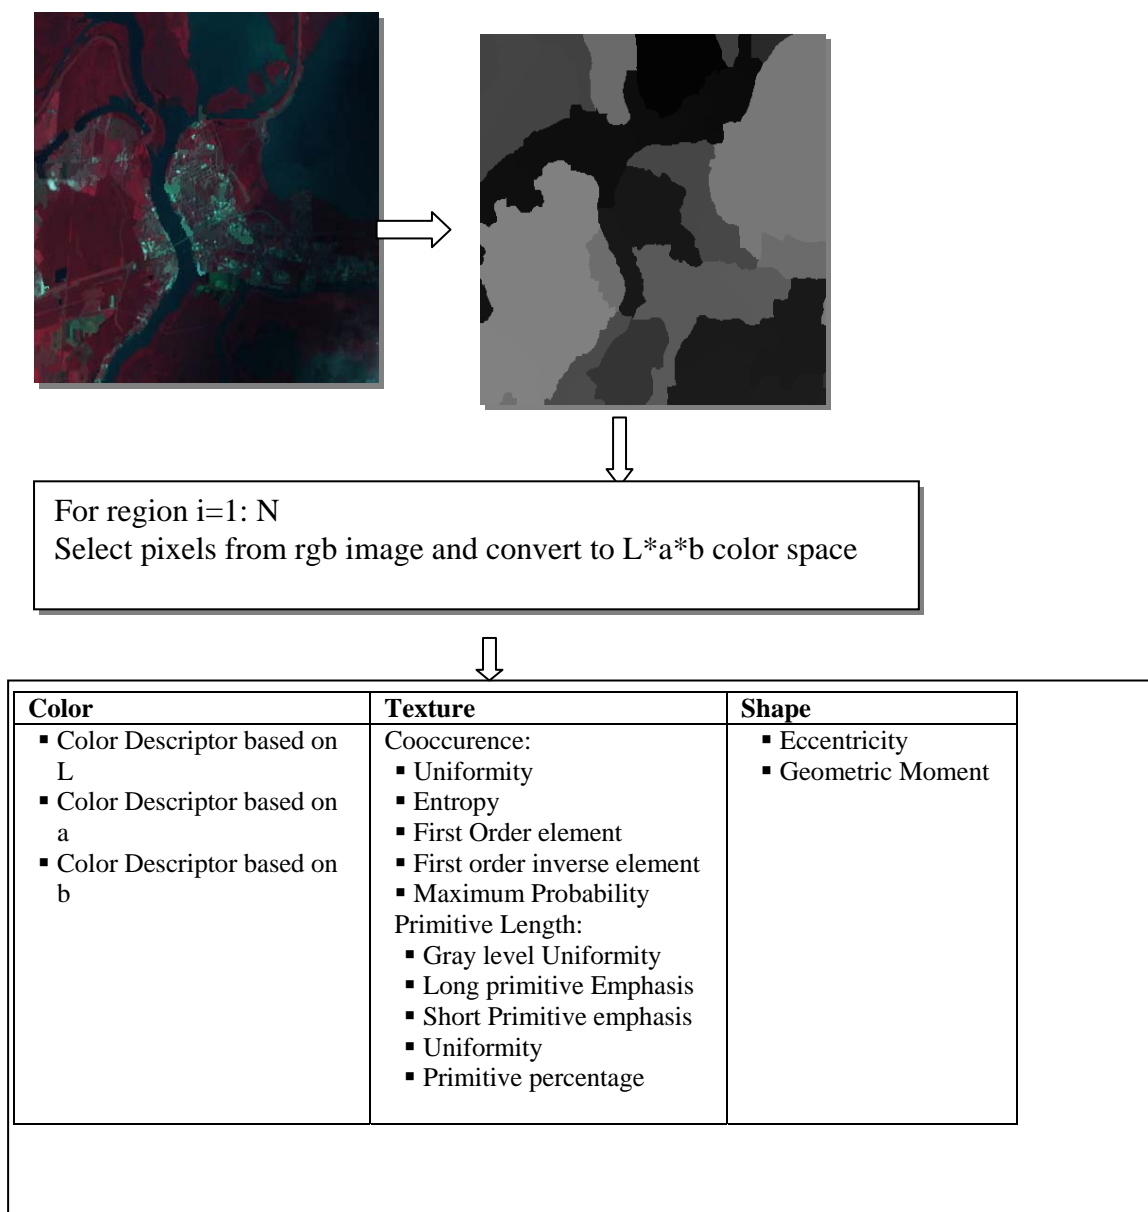 For region i=1: N
Select pixels from rgb image and convert to L*a*b color space
Color
▪ Color Descriptor based on
L
▪ Color Descriptor based on
a
▪ Color Descriptor based on
b
Texture
Cooccurence:
▪ Uniformity
▪ Entropy
▪ First Order element
▪ First order inverse element
▪ Maximum Probability
Primitive Length:
▪ Gray level Uniformity
▪ Long primitive Emphasis
▪ Short Primitive emphasis
▪ Uniformity
▪ Primitive percentage
Shape
▪ Eccentricity
▪ Geometric Moment